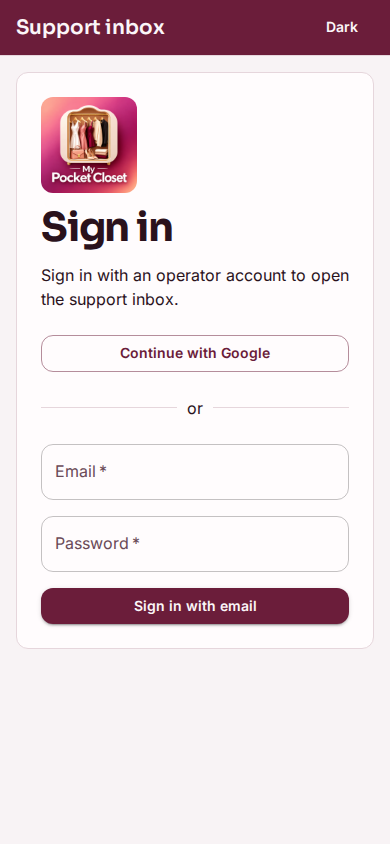 Support inbox
Dark
My
Pocket Closet
Sign in
Sign in with an operator account to open
the support inbox.
Continue with Google
or
Email *
Password *
Sign in with email